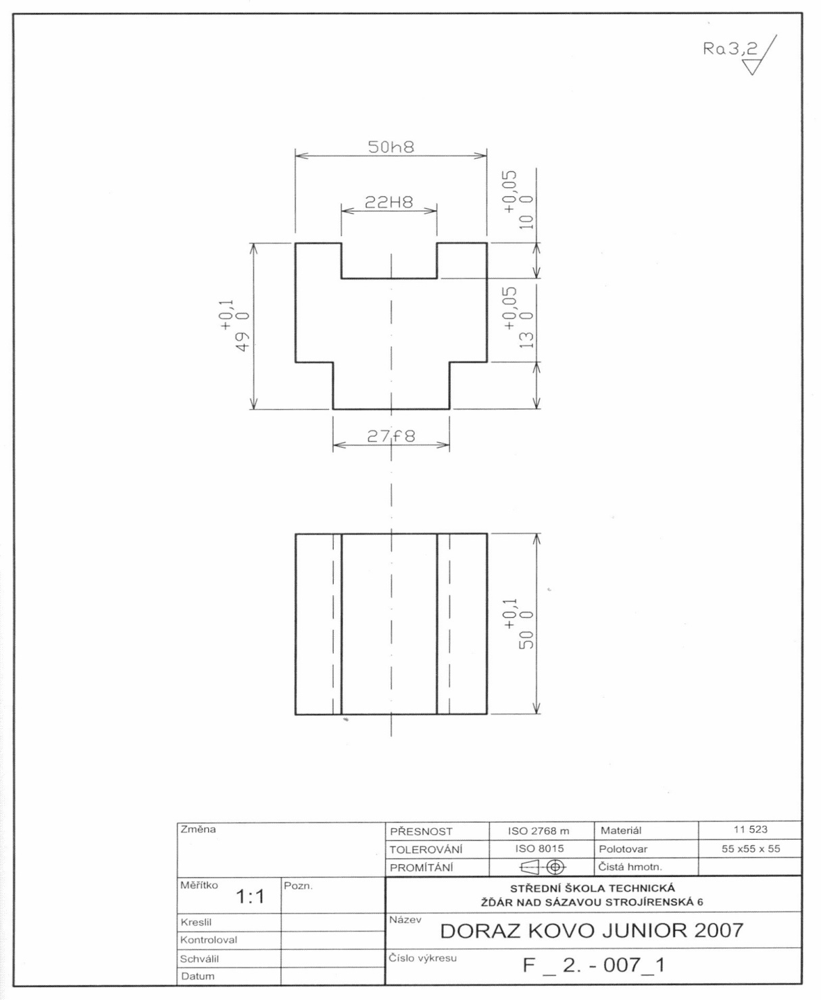 Ra3,2
50h8
22H8
+0,05
10 0
+0,1
49 0
+0,05
13 0
27f8
+0,1
50 0
Změna
PŘESNOST ISO 2768 m Materiál 11 523
TOLEROVÁNÍ ISO 8015 Polotovar 55 x55 x 55
PROMÍTÁNÍ Čistá hmotn.
Měřítko 1:1 Pozn.
STŘEDNÍ ŠKOLA TECHNICKÁ
ŽĎÁR NAD SÁZAVOU STROJÍRENSKÁ 6
Kreslil
Kontroloval
Název DORAZ KOVO JUNIOR 2007
Schválil
Datum
Číslo výkresu F _ 2. - 007_1